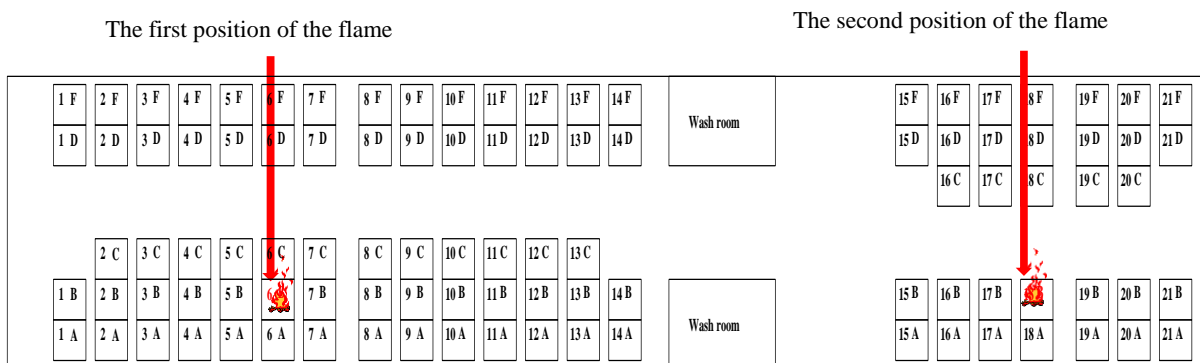 The first position of the flame
The second position of the flame
1 F 2 F 3 F 4 F 5 F 6 F 7 F 8 F 9 F 10 F 11 F 12 F 13 F 14 F 15 F 16 F 17 F 18 F 19 F 20 F 21 F
Wash room
1 D 2 D 3 D 4 D 5 D 6 D 7 D 8 D 9 D 10 D 11 D 12 D 13 D 14 D 15 D 16 D 17 D 18 D 19 D 20 D 21 D
16 C 17 C 18 C 19 C 20 C
2 C 3 C 4 C 5 C 6 C 7 C 8 C 9 C 10 C 11 C 12 C 13 C
1 B 2 B 3 B 4 B 5 B 7 B 8 B 9 B 10 B 11 B 12 B 13 B 14 B 15 B 16 B 17 B 19 B 20 B 21 B
Wash room
1 A 2 A 3 A 4 A 5 A 6 A 7 A 8 A 9 A 10 A 11 A 12 A 13 A 14 A 15 A 16 A 17 A 18 A 19 A 20 A 21 A